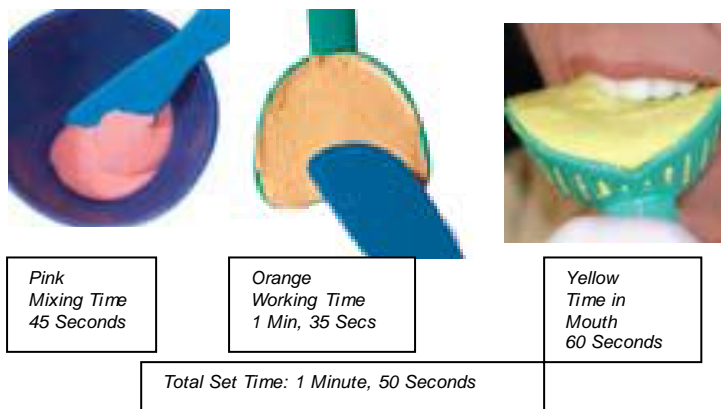 Pink
Mixing Time
45 Seconds
Orange
Working Time
1 Min, 35 Secs
Yellow
Time in
Mouth
60 Seconds
Total Set Time: 1 Minute, 50 Seconds